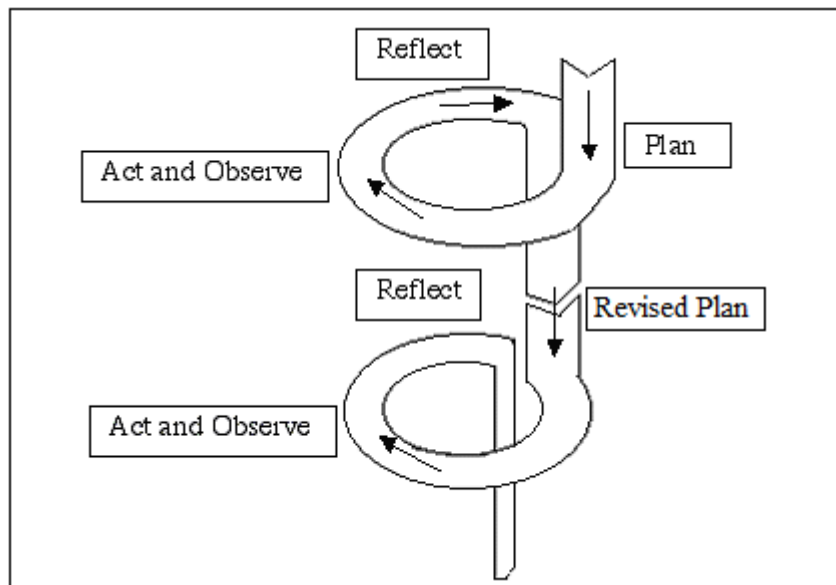 Reflect
Plan
Act and Observe
Reflect
Revised Plan
Act and Observe